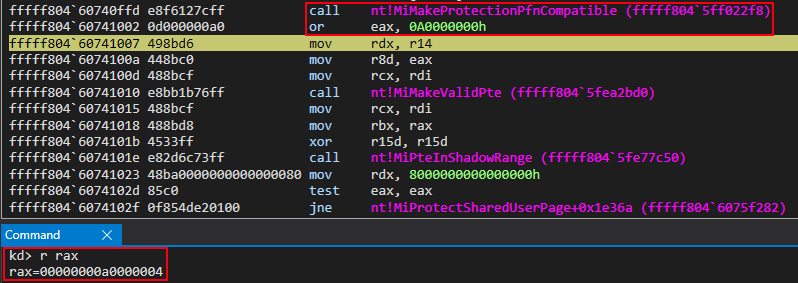 fffff804`60740ffd e8f6127cff call nt!MiMakeProtectionPfnCompatible (fffff804`5ff022f8)
fffff804`60741002 0d000000a0 or eax, 0A0000000h
fffff804`60741007 498bd6 mov rdx, r14
fffff804`6074100a 448bc0 mov r8d, eax
fffff804`6074100d 488bcf mov rcx, rdi
fffff804`60741010 e8bb1b76ff call nt!MiMakeValidPte (fffff804`5fea2bd0)
fffff804`60741015 488bcf mov rcx, rdi
fffff804`60741018 488bd8 mov rbx, rax
fffff804`6074101b 4533ff xor r15d, r15d
fffff804`6074101e e82d6c73ff call nt!MiPteInShadowRange (fffff804`5fe77c50)
fffff804`60741023 48ba0000000000000080 mov rdx, 8000000000000000h
fffff804`6074102d 85c0 test eax, eax
fffff804`6074102f 0f854de20100 jne nt!MiProtectSharedUserPage+0x1e36a (fffff804`6075f282)
Command X
kd> r rax
rax=00000000a0000004